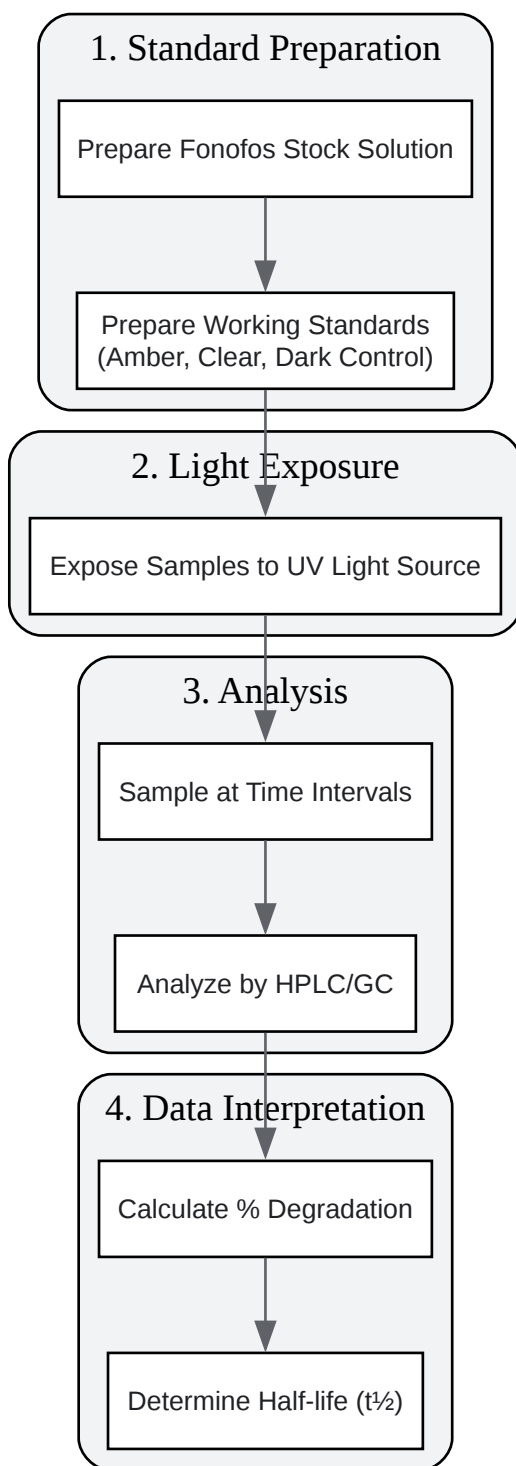 1. Standard Preparation
Prepare Fonofos Stock Solution
Prepare Working Standards
(Amber, Clear, Dark Control)
2. Light Exposure
Expose Samples to UV Light Source
3. Analysis
Sample at Time Intervals
Analyze by HPLC/GC
4. Data Interpretation
Calculate % Degradation
Determine Half-life (t½)